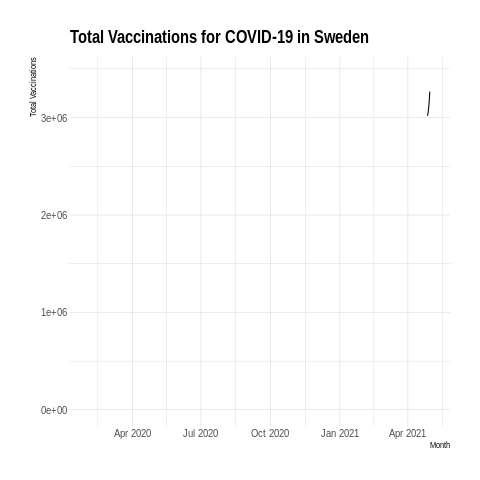 Total Vaccinations for COVID-19 in Sweden
Total Vaccinations
3e+06
2e+06
1e+06
0e+00
Apr 2020 Jul 2020 Oct 2020 Jan 2021 Apr 2021
Month